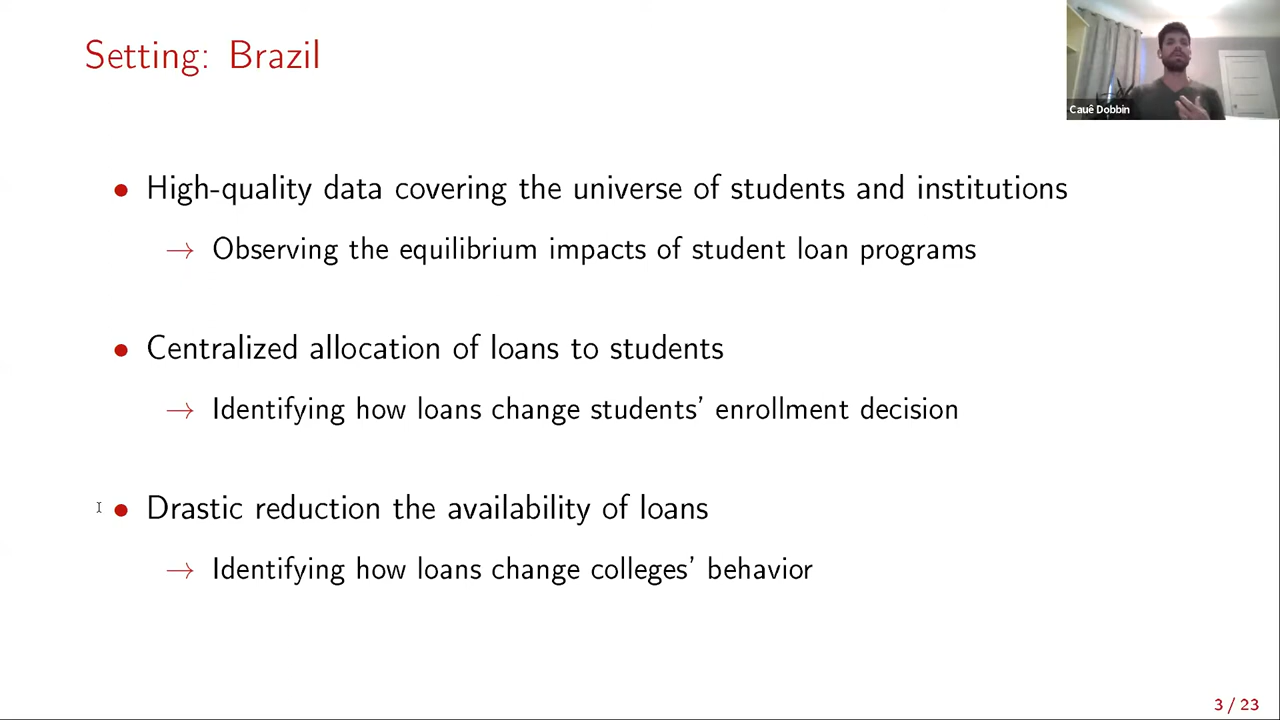 Setting: Brazil
Cauê Dobbin
• High-quality data covering the universe of students and institutions
→ Observing the equilibrium impacts of student loan programs
• Centralized allocation of loans to students
→ Identifying how loans change students' enrollment decision
• Drastic reduction the availability of loans
→ Identifying how loans change colleges' behavior
3 / 23